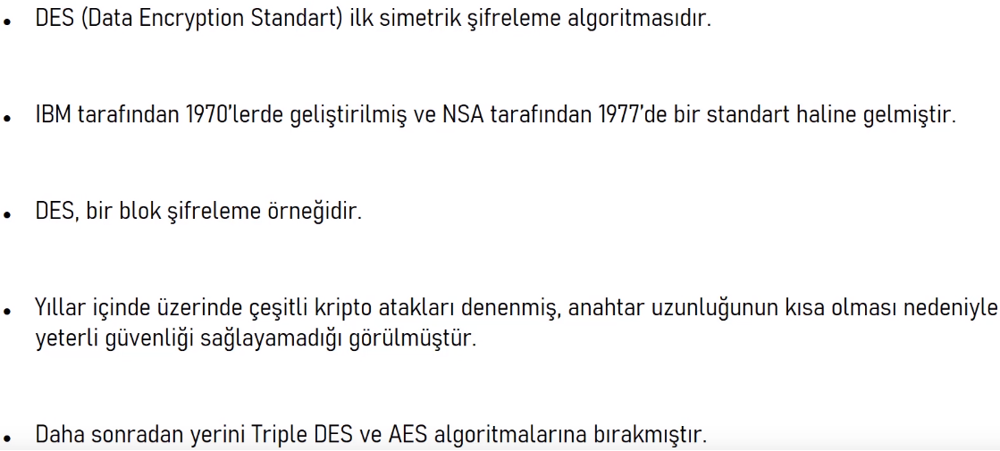 • DES (Data Encryption Standart) ilk simetrik şifreleme algoritmasıdır.
• IBM tarafından 1970'lerde geliştirilmiş ve NSA tarafından 1977'de bir standart haline gelmiştir.
• DES, bir blok şifreleme örneğidir.
• Yıllar içinde üzerinde çeşitli kripto atakları denenmiş, anahtar uzunluğunun kısa olması nedeniyle
yeterli güvenliği sağlayamadığı görülmüştür.
• Daha sonradan yerini Triple DES ve AES algoritmalarına bırakmıştır.